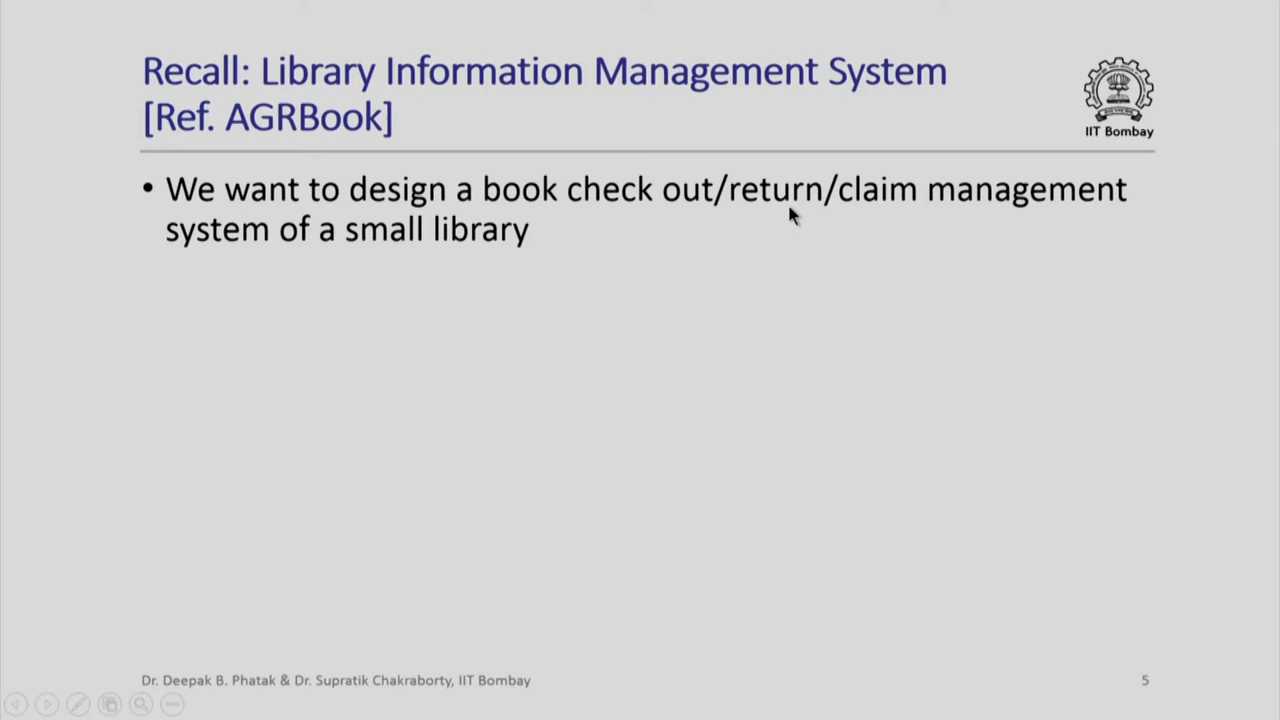 Recall: Library Information Management System
[Ref. AGRBook]
IIT Bombay
• We want to design a book check out/return/claim management
system of a small library
Dr. Deepak B. Phatak & Dr. Supratik Chakraborty, IIT Bombay
5